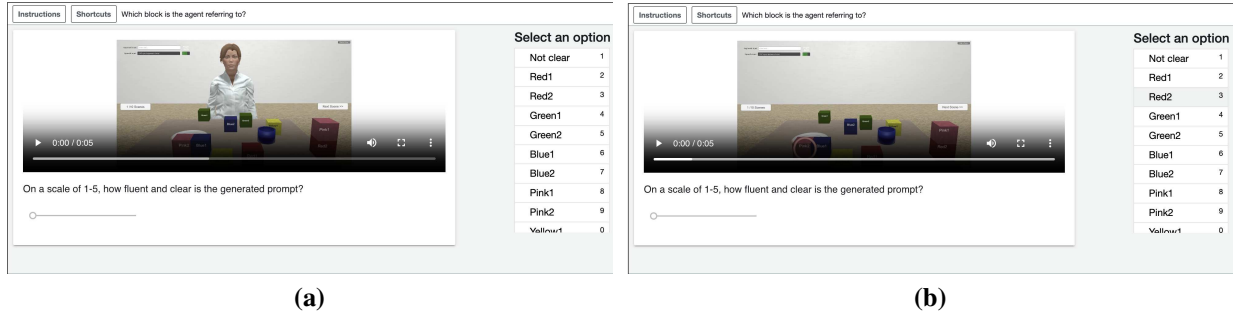 Instructions
Shortcuts
Which block is the agent referring to?
0:00 / 0:05
On a scale of 1-5, how fluent and clear is the generated prompt?
Select an option
Not clear 1
Red1 2
Red2 3
Green1 4
Green2 5
Blue1 6
Blue2 7
Pink1 8
Pink2 9
Yellow1 0
(a)
Instructions
Shortcuts
Which block is the agent referring to?
0:00 / 0:05
On a scale of 1-5, how fluent and clear is the generated prompt?
Select an option
Not clear 1
Red1 2
Red2 3
Green1 4
Green2 5
Blue1 6
Blue2 7
Pink1 8
Pink2 9
Yellow1 0
(b)